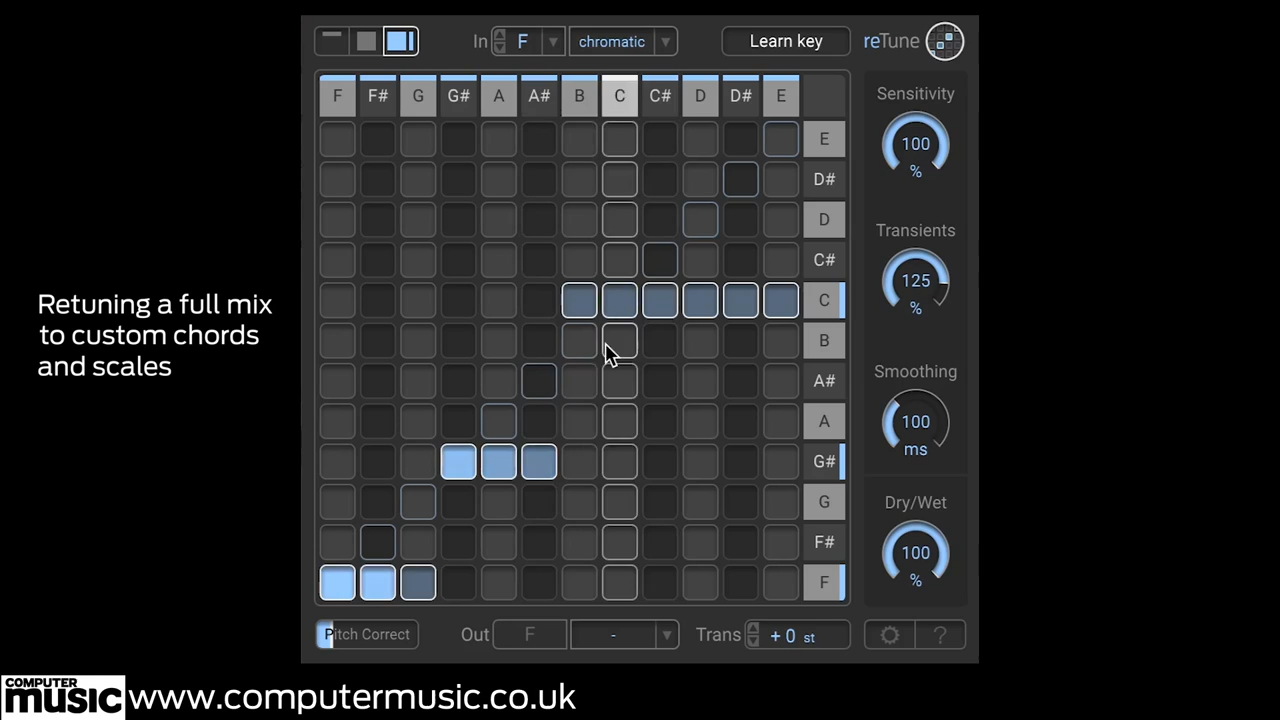 In F chromatic Learn key reTune
F F# G G# A A# B C C# D D# E
Sensitivity
100
%
E
D#
D
C#
C
B
A#
A
G#
G
F#
F
Transients
125
%
Retuning a full mix
to custom chords
and scales
Smoothing
100
ms
Dry/Wet
100
%
Pitch Correct Out F - Trans + 0 st ?
COMPUTER
music www.computermusic.co.uk